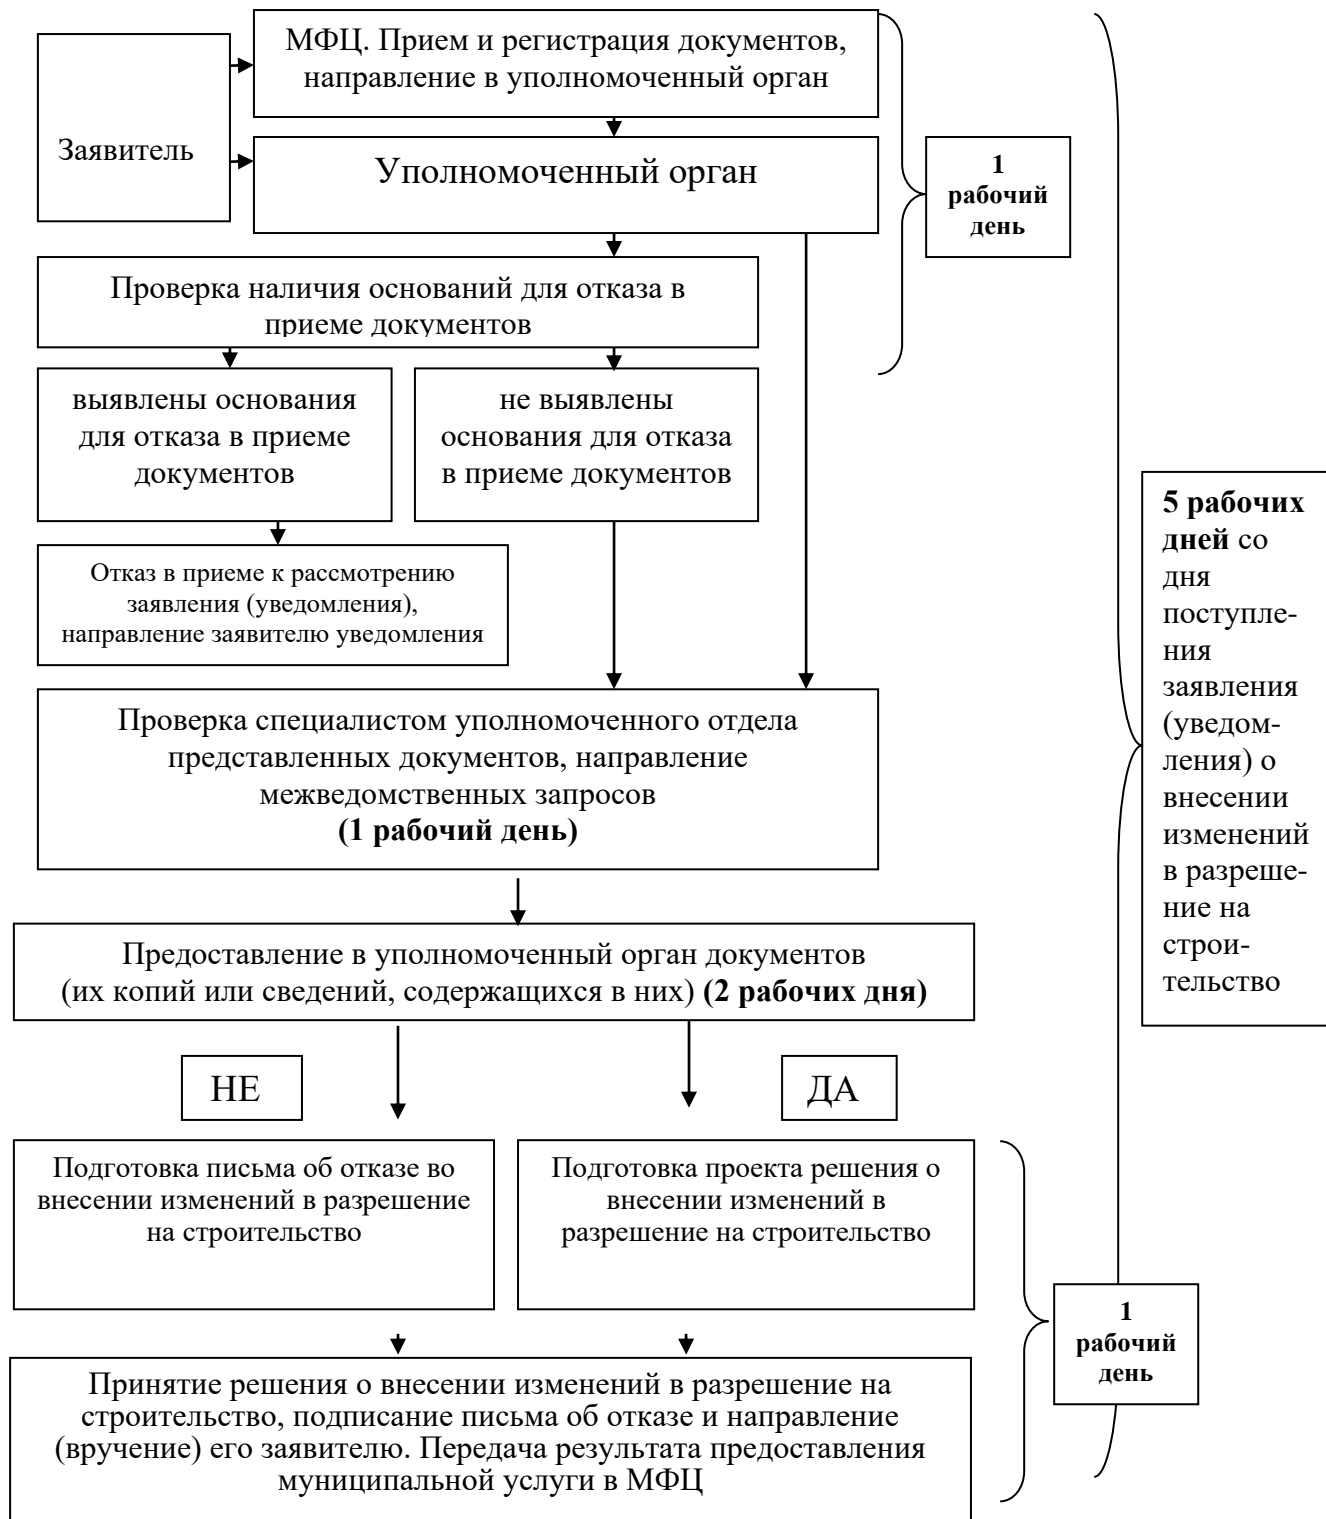 МФЦ. Прием и регистрация документов,
направление в уполномоченный орган
Заявитель
Уполномоченный орган
1
рабочий
день
Проверка наличия оснований для отказа в
приеме документов
выявлены основания
для отказа в приеме
документов
не выявлены
основания для отказа
в приеме документов
Отказ в приеме к рассмотрению
заявления (уведомления),
направление заявителю уведомления
5 рабочих
дней со
дня
поступле-
ния
заявления
(уведом-
ления) о
внесении
изменений
в разреше-
ние на
строи-
тельство
Проверка специалистом уполномоченного отдела
представленных документов, направление
межведомственных запросов
(1 рабочий день)
Предоставление в уполномоченный орган документов
(их копий или сведений, содержащихся в них) (2 рабочих дня)
НЕ
ДА
Подготовка письма об отказе во
внесении изменений в разрешение
на строительство
Подготовка проекта решения о
внесении изменений в
разрешение на строительство
1
рабочий
день
Принятие решения о внесении изменений в разрешение на
строительство, подписание письма об отказе и направление
(вручение) его заявителю. Передача результата предоставления
муниципальной услуги в МФЦ